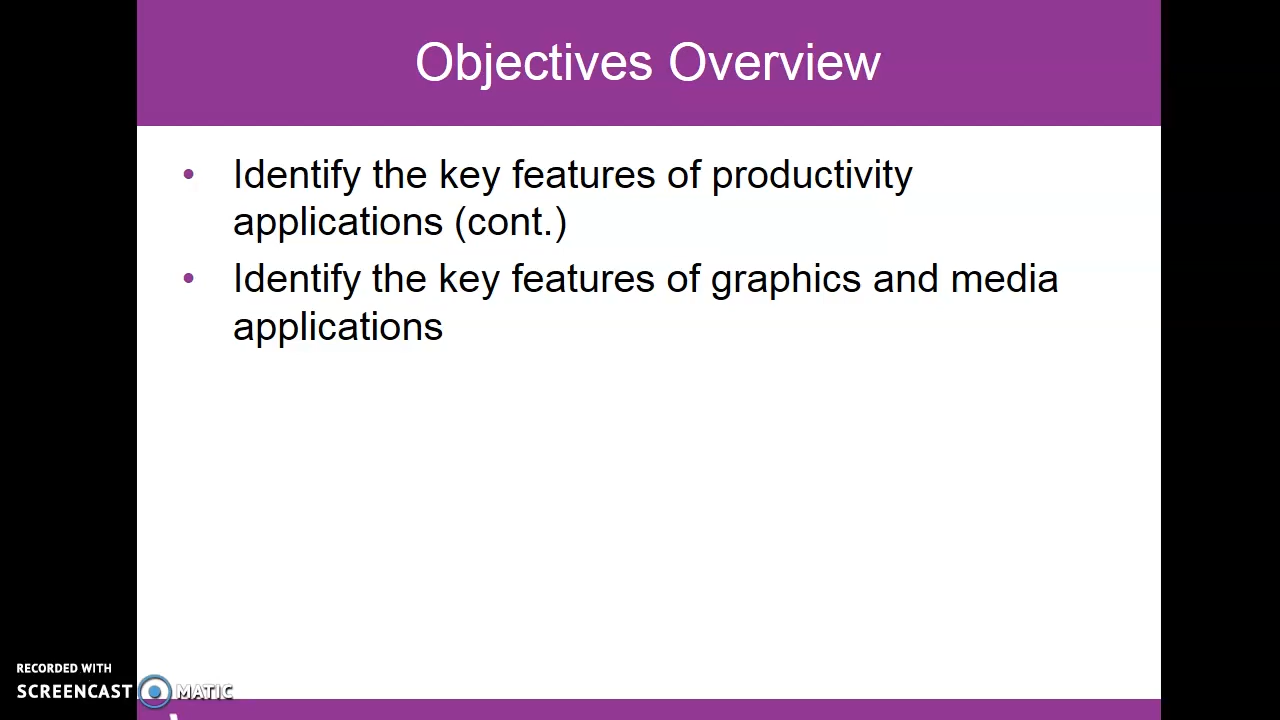 Objectives Overview
• Identify the key features of productivity
applications (cont.)
• Identify the key features of graphics and media
applications
RECORDED WITH
SCREENCAST MATIC